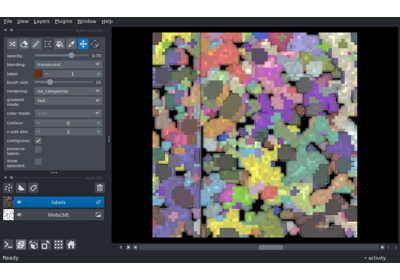 File View Layers Plugins Window Help
opacity: 0.70
blending: translucent
label: 1
brush size: 10
rendering: iso_categorical
gradient mode: fast
color mode:
contour: 0
n edit dim: 2
contiguous:
preserve labels:
show selected:
labels
Ready
activity